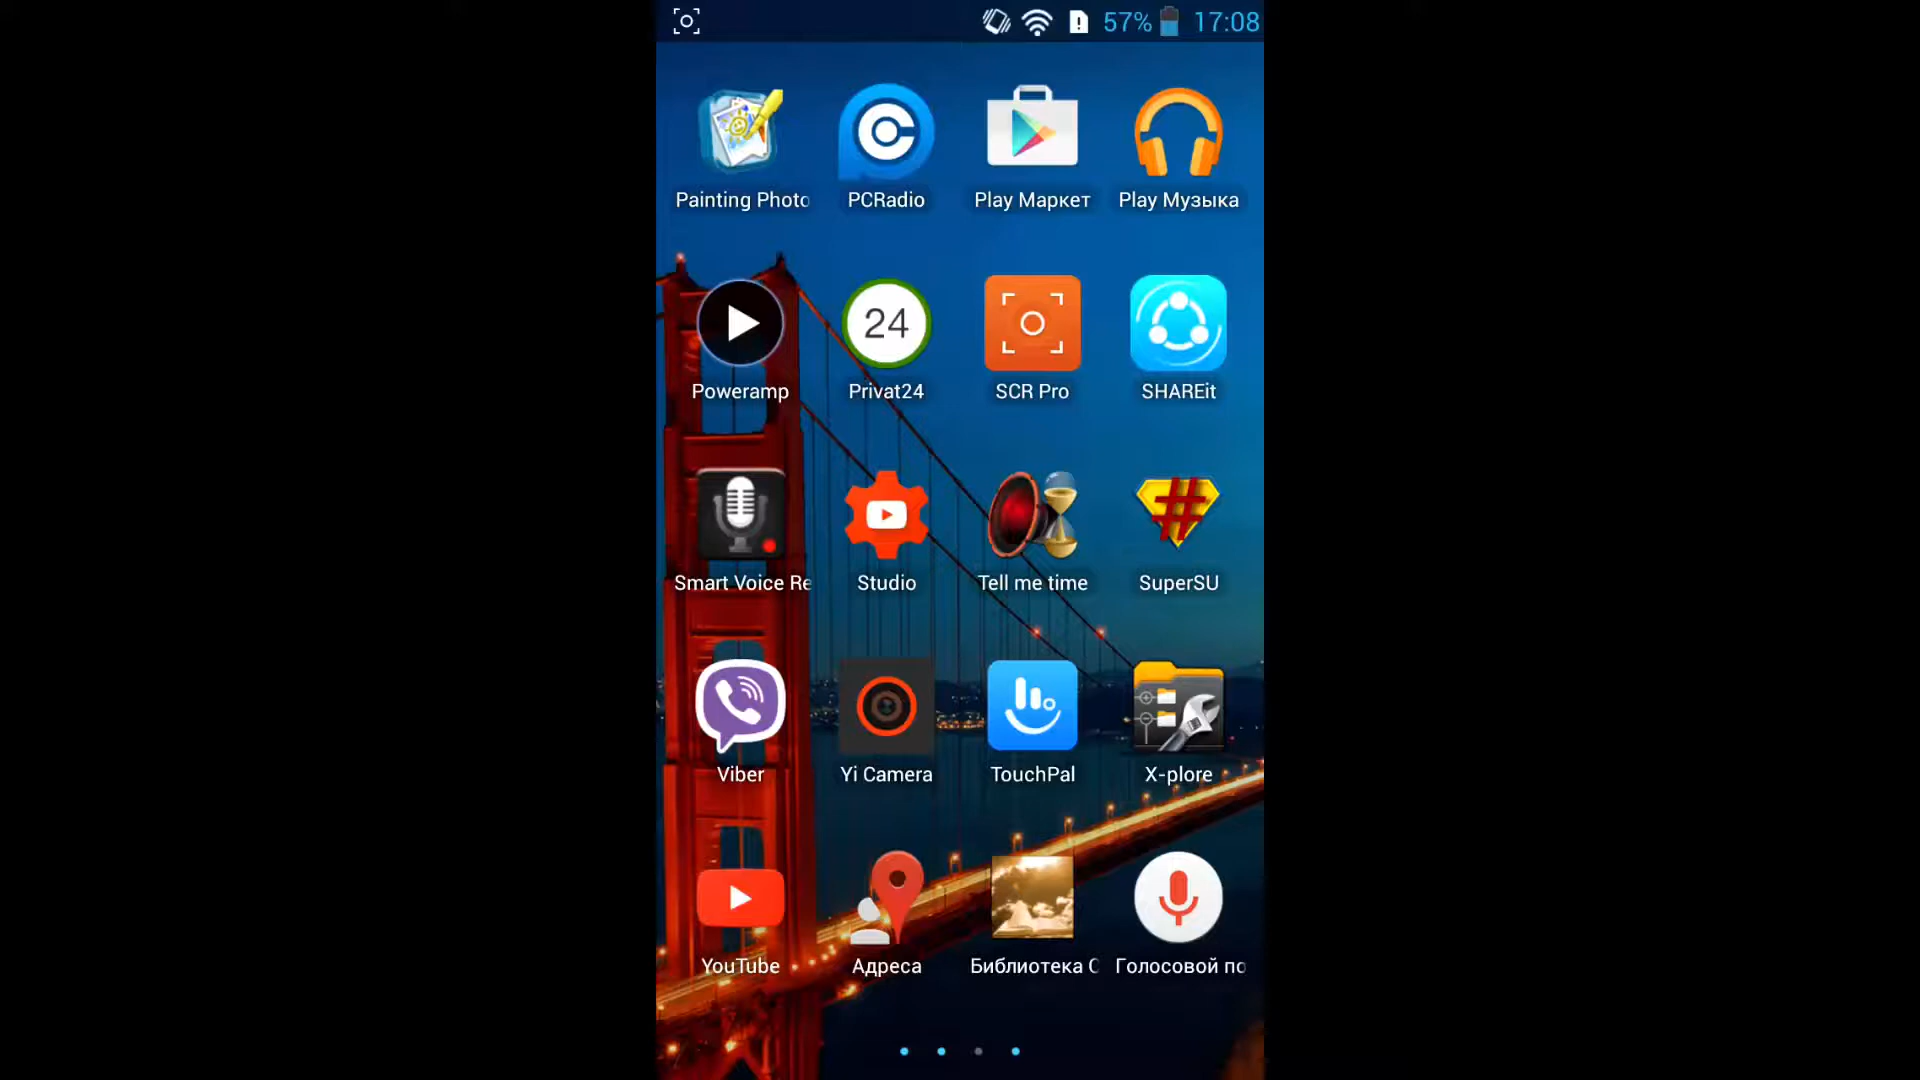 57% 17:08
Painting Photo PCRadio Play Маркет Play Музыка
24
Poweramp Privat24 SCR Pro SHAREit
Smart Voice Re Studio Tell me time SuperSU
Viber Yi Camera TouchPal X-plore
YouTube Адреса Библиотека С Голосовой по